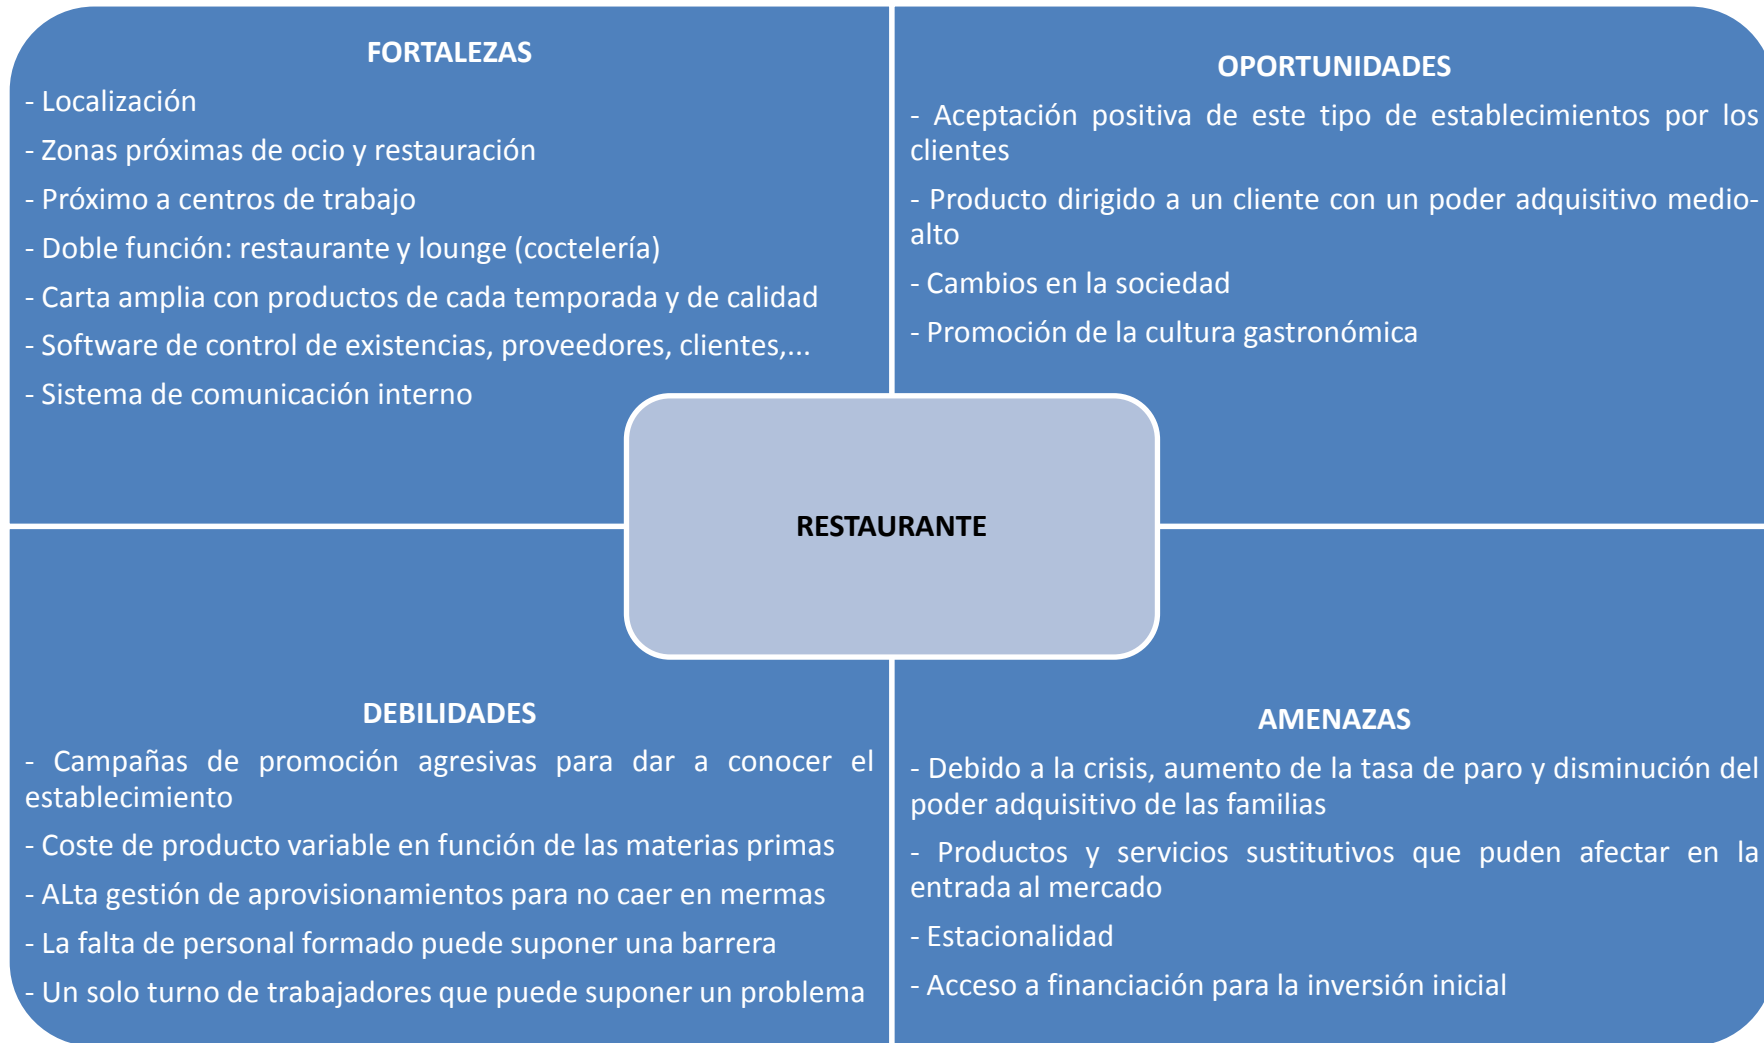 FORTALEZAS
- Localización
- Zonas próximas de ocio y restauración
- Próximo a centros de trabajo
- Doble función: restaurante y lounge (coctelería)
- Carta amplia con productos de cada temporada y de calidad
- Software de control de existencias, proveedores, clientes,...
- Sistema de comunicación interno
OPORTUNIDADES
- Aceptación positiva de este tipo de establecimientos por los
clientes
- Producto dirigido a un cliente con un poder adquisitivo medio-
alto
- Cambios en la sociedad
- Promoción de la cultura gastronómica
RESTAURANTE
DEBILIDADES
- Campañas de promoción agresivas para dar a conocer el
establecimiento
- Coste de producto variable en función de las materias primas
- ALta gestión de aprovisionamientos para no caer en mermas
- La falta de personal formado puede suponer una barrera
- Un solo turno de trabajadores que puede suponer un problema
AMENAZAS
- Debido a la crisis, aumento de la tasa de paro y disminución del
poder adquisitivo de las familias
- Productos y servicios sustitutivos que puden afectar en la
entrada al mercado
- Estacionalidad
- Acceso a financiación para la inversión inicial